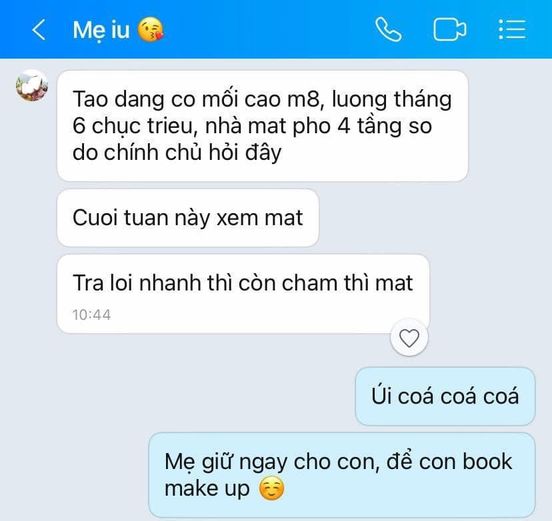 Mẹ iu 😘
Tao dang co mối cao m8, luong tháng
6 chục trieu, nhà mat pho 4 tầng so
do chính chủ hỏi đây
Cuoi tuan này xem mat
Tra loi nhanh thì còn cham thì mat
10:44
Úi coá coá coá
Mẹ giữ ngay cho con, để con book
make up ☺️